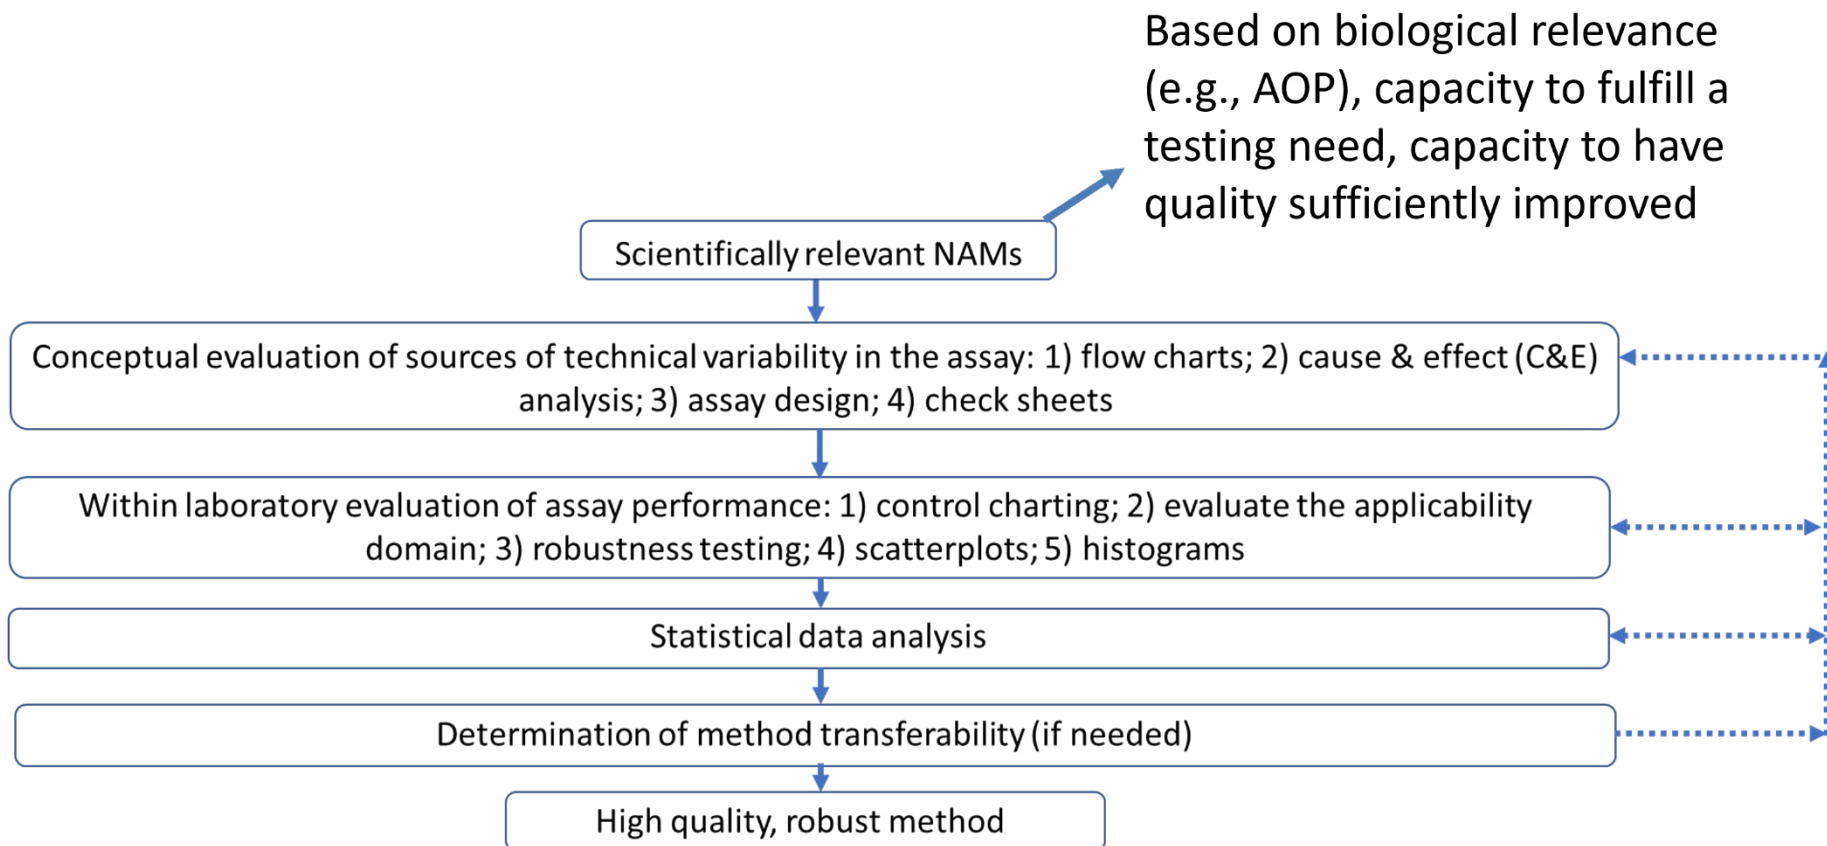 Based on biological relevance
(e.g., AOP), capacity to fulfill a
testing need, capacity to have
quality sufficiently improved
Scientifically relevant NAMs
Conceptual evaluation of sources of technical variability in the assay: 1) flow charts; 2) cause & effect (C&E)
analysis; 3) assay design; 4) check sheets
Within laboratory evaluation of assay performance: 1) control charting; 2) evaluate the applicability
domain; 3) robustness testing; 4) scatterplots; 5) histograms
Statistical data analysis
Determination of method transferability (if needed)
High quality, robust method